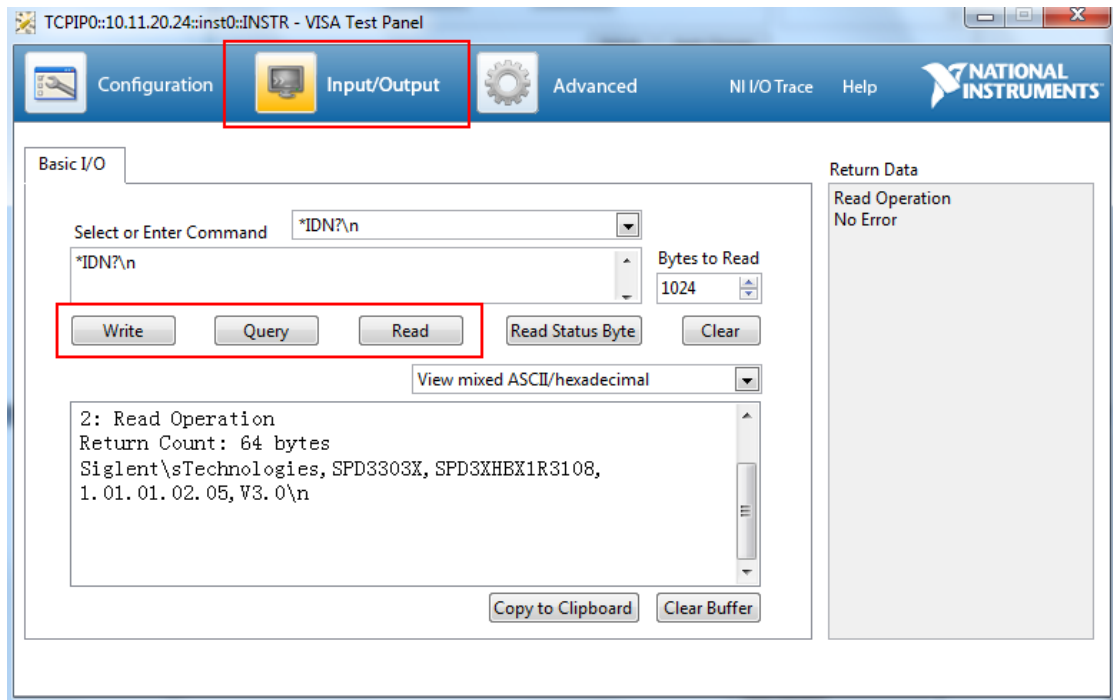 TCPIP0::10.11.20.24::inst0::INSTR - VISA Test Panel
Configuration
Input/Output
Advanced
NI I/O Trace
Help
NATIONAL
INSTRUMENTS
Basic I/O
Select or Enter Command
*IDN?\n
*IDN?\n
Bytes to Read
1024
Write
Query
Read
Read Status Byte
Clear
View mixed ASCII/hexadecimal
2: Read Operation
Return Count: 64 bytes
Siglent\sTechnologies,SPD3303X,SPD3XHBX1R3108,
1.01.01.02.05,V3.0\n
Copy to Clipboard
Clear Buffer
Return Data
Read Operation
No Error